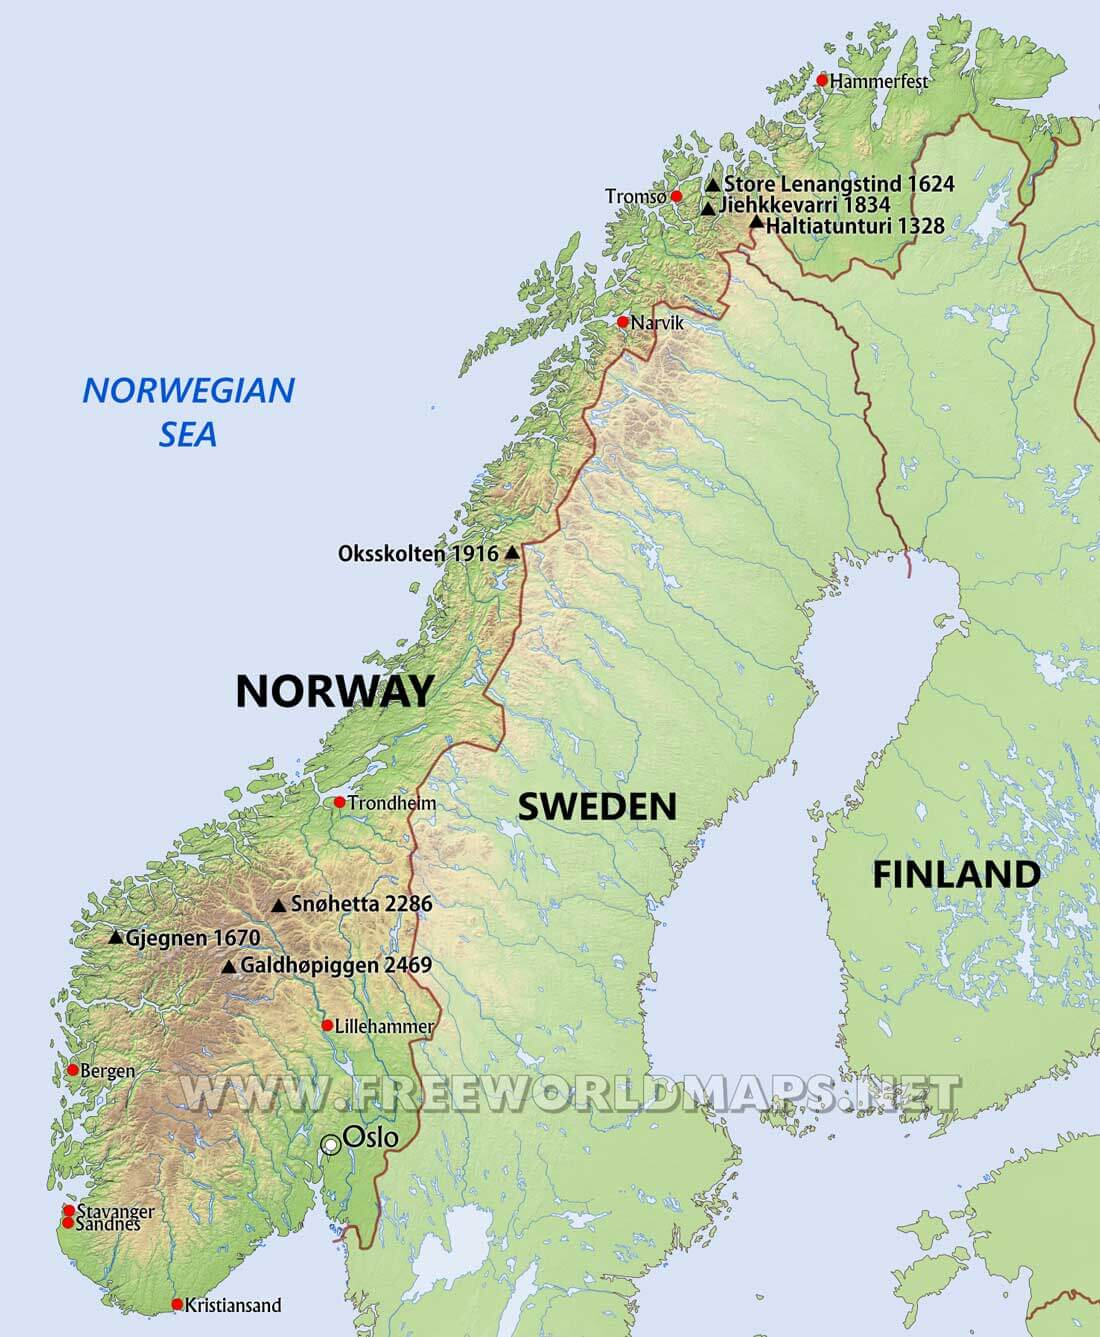 Hammerfest
Store Lenangstind 1624
Tromsø
Jiehkkevarri 1834
Haltiatunturi 1328
Narvik
NORWEGIAN
SEA
Oksskolten 1916
NORWAY
Trondheim
SWEDEN
FINLAND
Snøhetta 2286
Gjegnen 1670
Galdhøpiggen 2469
Lillehammer
Bergen
WWW.FREEWORLDMAPS.NET
Oslo
Stavanger
Sandnes
Kristiansand